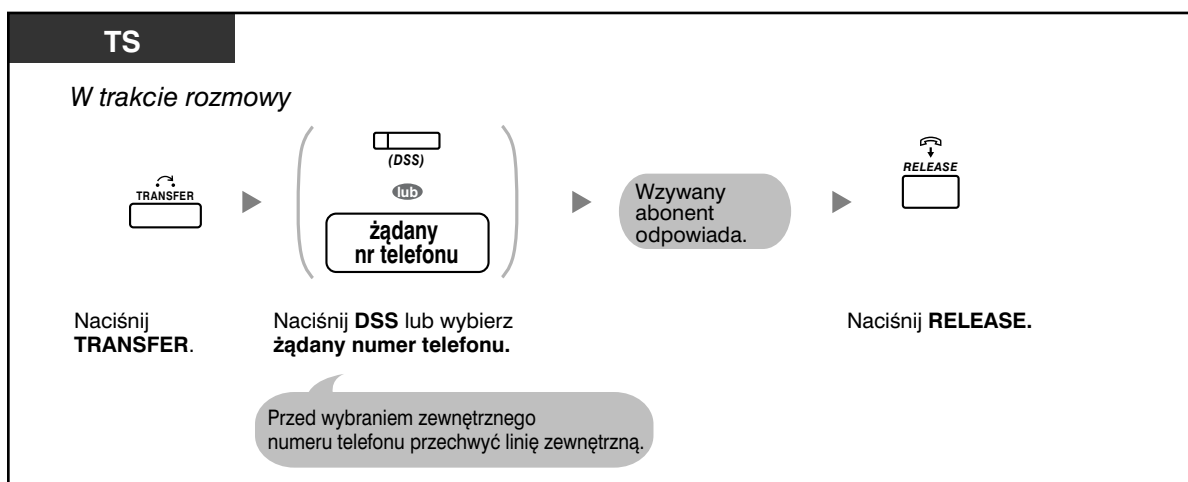 TS
W trakcie rozmowy
TRANSFER
(DSS)
lub
żądany
nr telefonu
Wzywany
abonent
odpowiada.
RELEASE
Naciśnij
TRANSFER.
Naciśnij DSS lub wybierz
żądany numer telefonu.
Naciśnij RELEASE.
Przed wybraniem zewnętrznego
numeru telefonu przechwyć linię zewnętrzną.